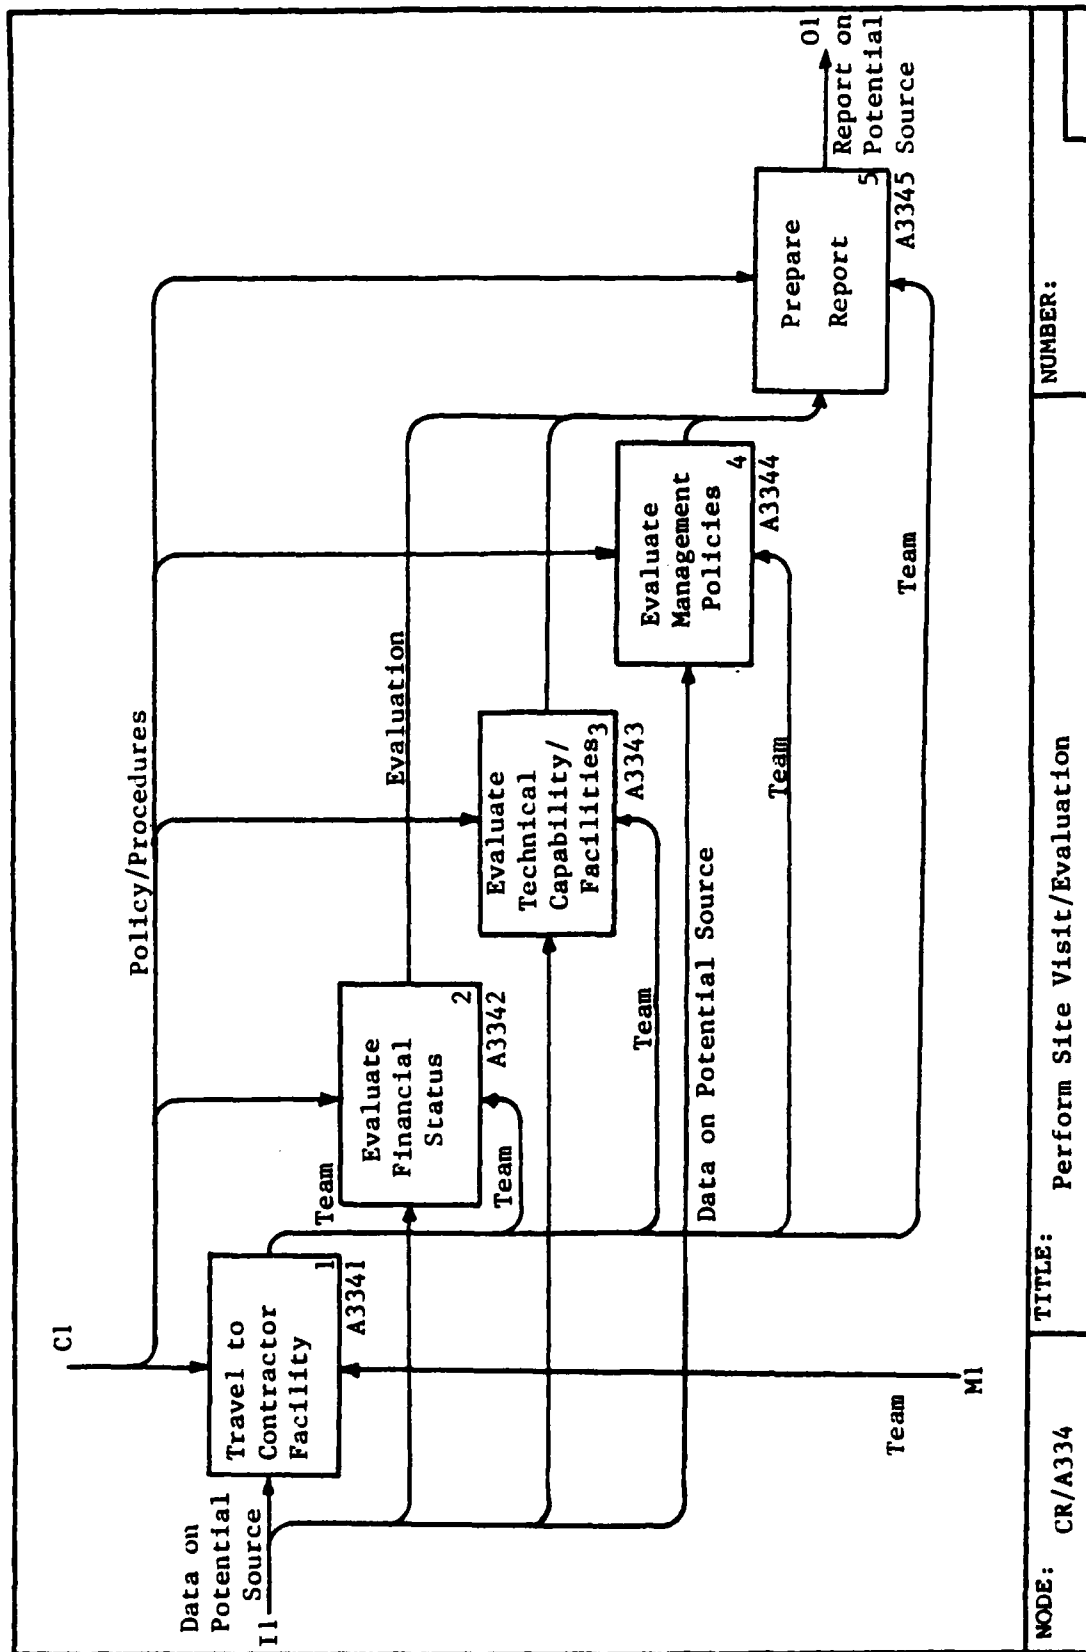 C1
Policy/Procedures
Data on
Potential
Source
I1
Travel to
Contractor
Facility
1
A3341
Team
Evaluate
Financial
Status
2
A3342
Team
Evaluation
Evaluate
Technical
Capability/
Facilities
3
A3343
Team
Evaluate
Management
Policies
4
A3344
Team
Data on Potential Source
Prepare
Report
5
A3345
O1
Report on
Potential
Source
Team
Team
M1
NODE:
CR/A334
TITLE:
Perform Site Visit/Evaluation
NUMBER: